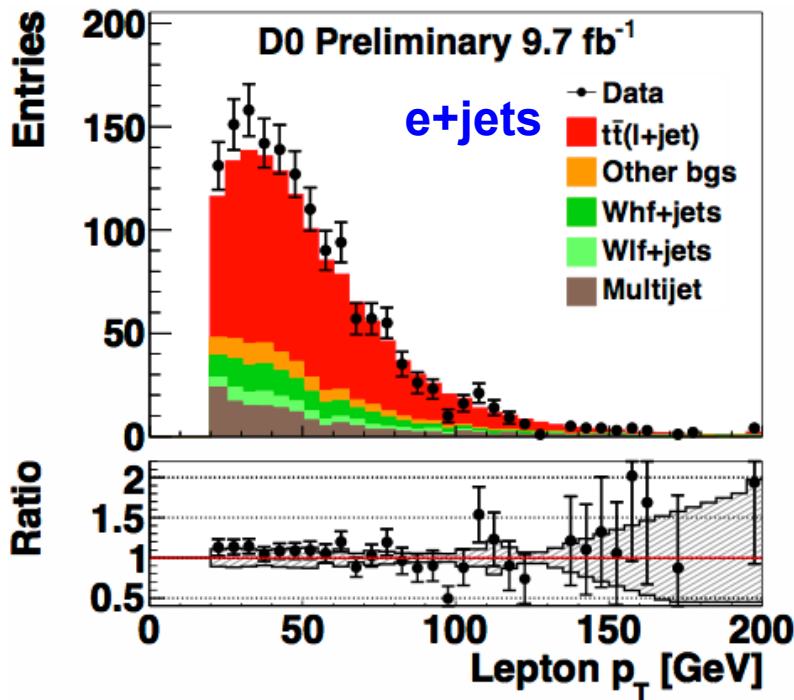 Entries
200
150
100
50
0
D0 Preliminary 9.7 fb⁻¹
e+jets
Data
tt̄(l+jet)
Other bgs
Whf+jets
Wlf+jets
Multijet
Ratio
2
1.5
1
0.5
0 50 100 150 200
Lepton p_T [GeV]